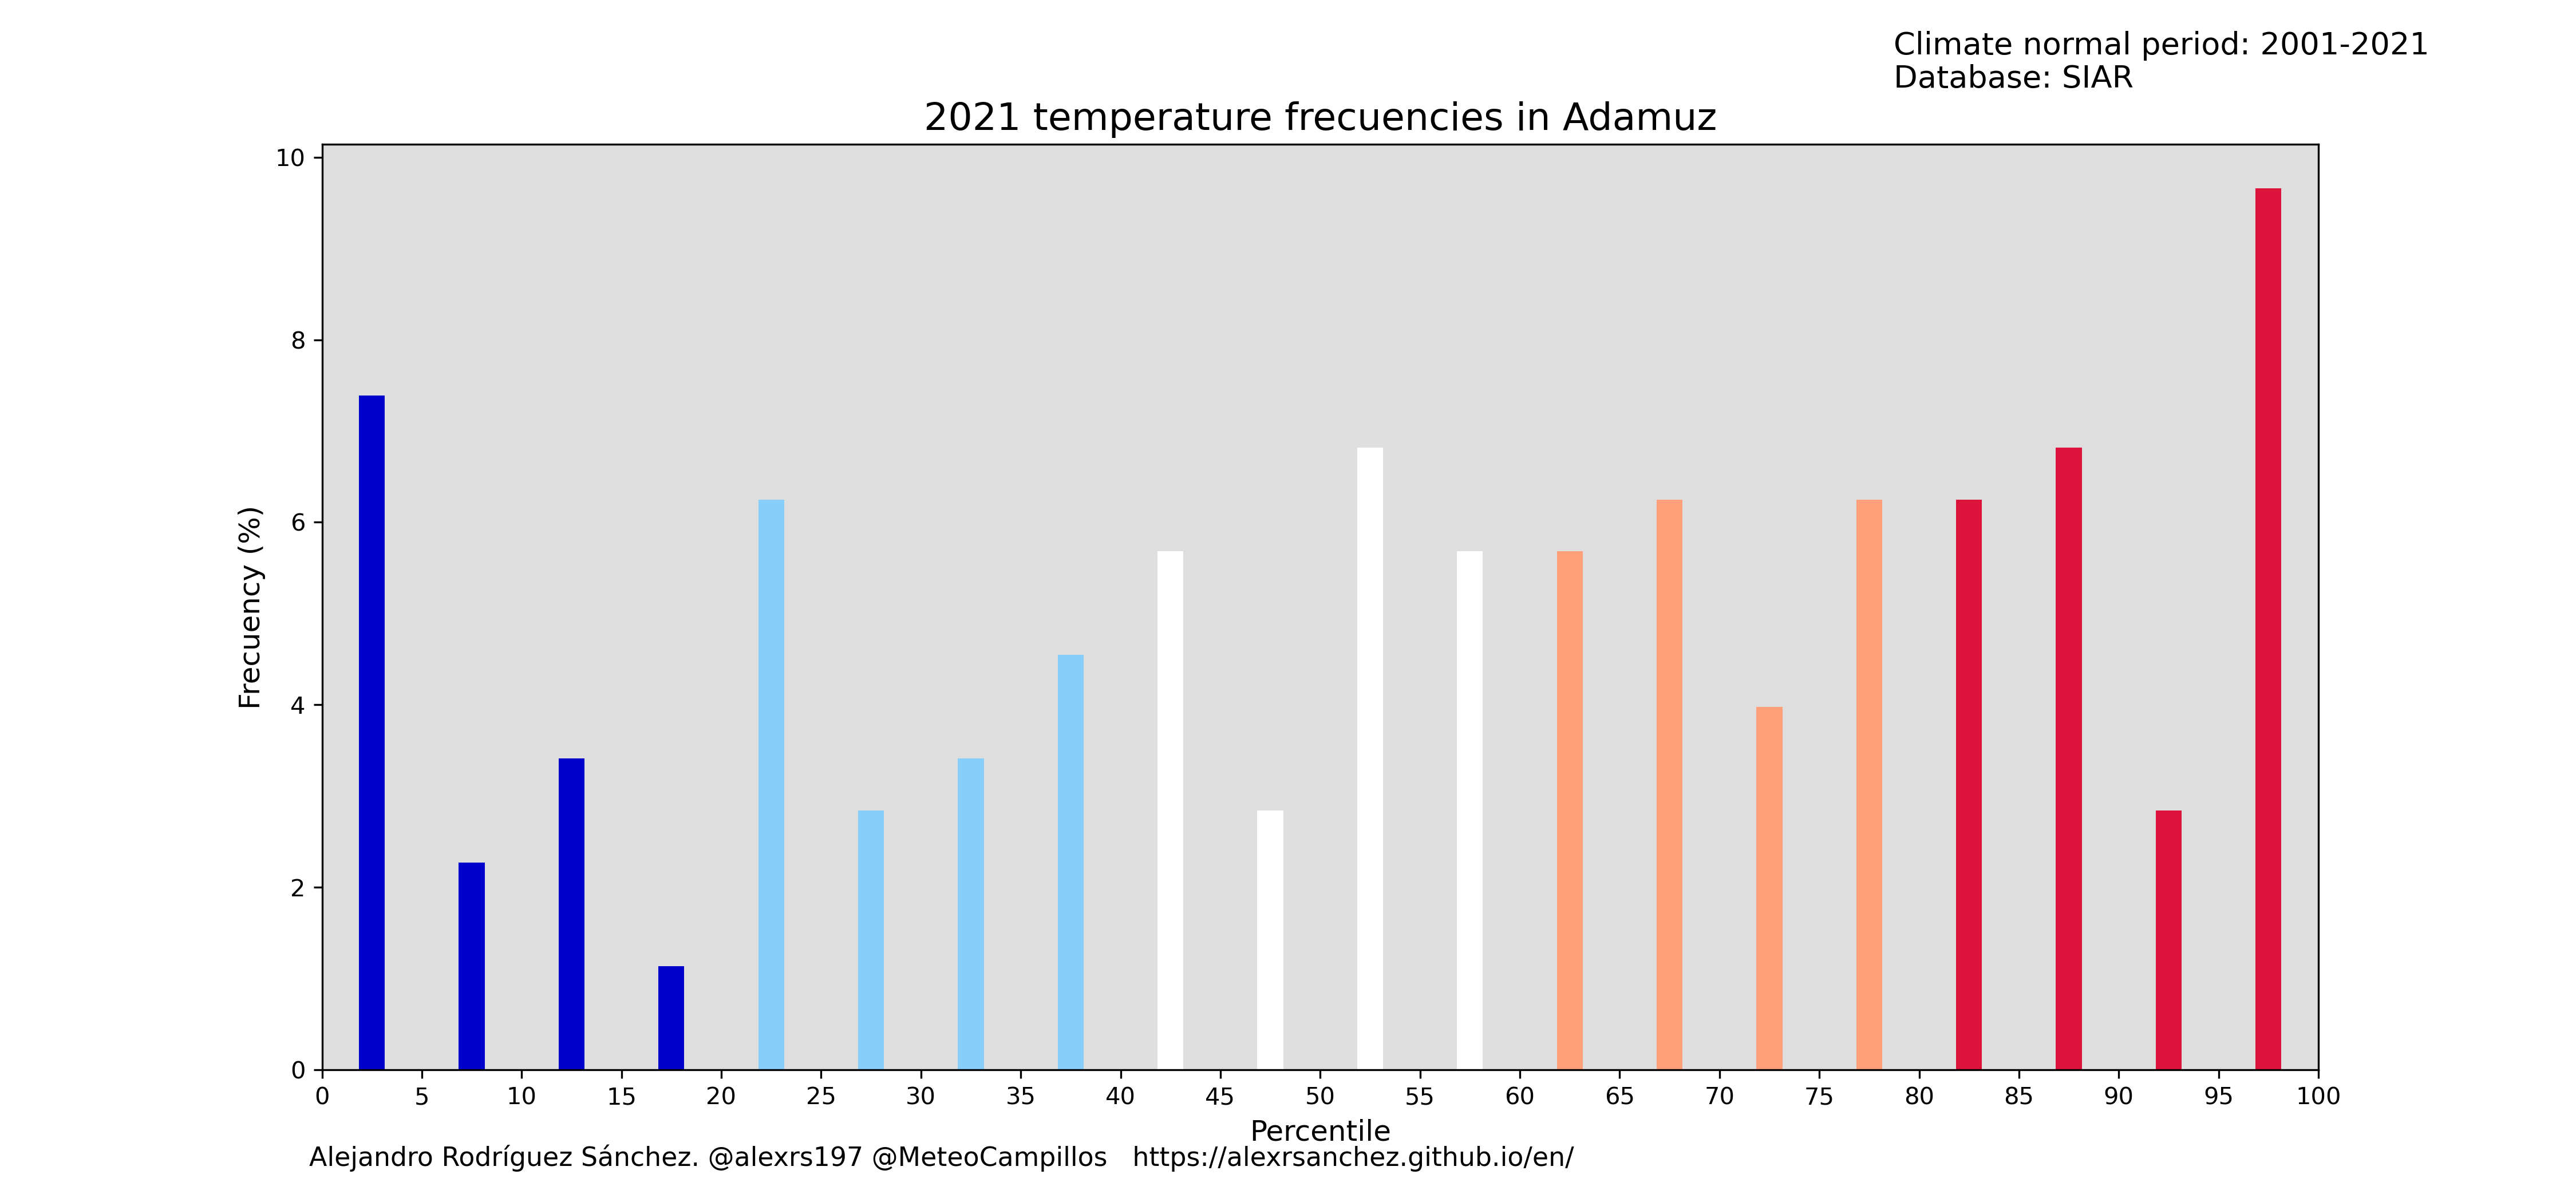 Climate normal period: 2001-2021
Database: SIAR
2021 temperature frecuencies in Adamuz
Frecuency (%)
10
8
6
4
2
0
0 5 10 15 20 25 30 35 40 45 50 55 60 65 70 75 80 85 90 95 100
Percentile
Alejandro Rodríguez Sánchez. @alexrs197 @MeteoCampillos https://alexrsanchez.github.io/en/